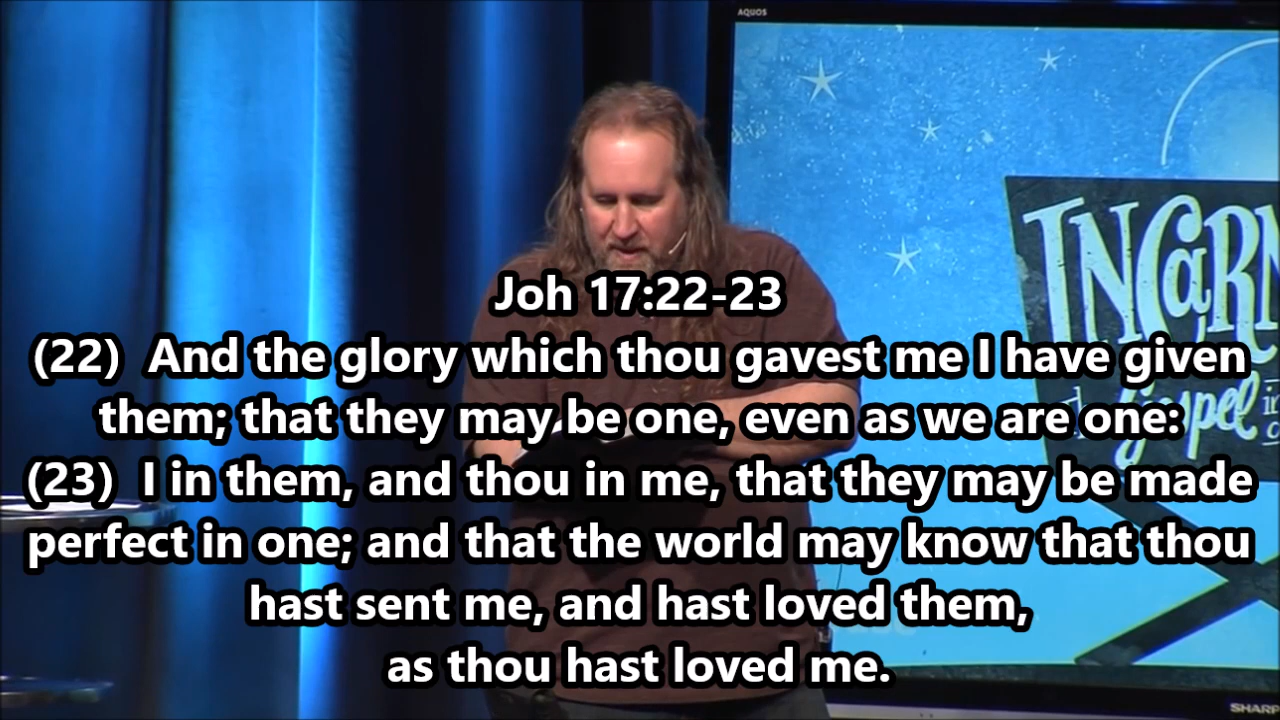 AQUOS
INCARN
Joh 17:22-23
(22)  And the glory which thou gavest me I have given
them; that they may be one, even as we are one:
(23)  I in them, and thou in me, that they may be made
perfect in one; and that the world may know that thou
hast sent me, and hast loved them,
as thou hast loved me.
SHARP